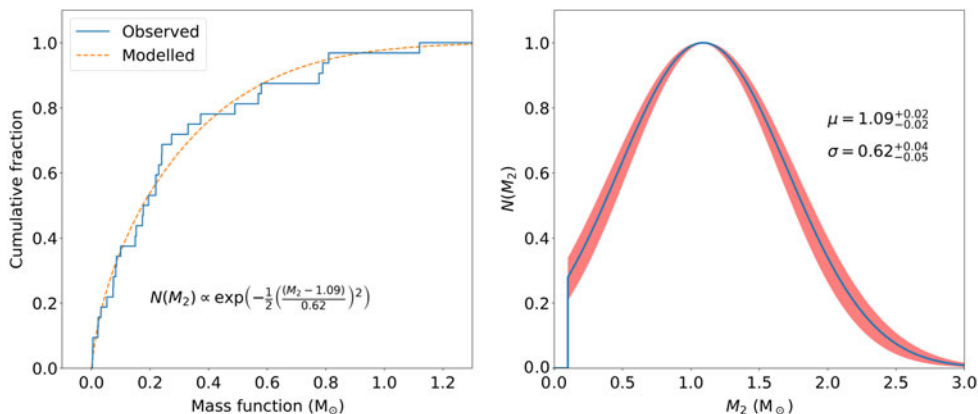 Observed
Modelled
1.0
0.8
0.6
0.4
0.2
0.0
Cumulative fraction
N(M₂) ∝ exp(−½((M₂−1.09)/0.62)²)
0.0 0.2 0.4 0.6 0.8 1.0 1.2
Mass function (M☉)
1.0
0.8
0.6
0.4
0.2
0.0
N(M₂)
μ = 1.09+0.02−0.02
σ = 0.62+0.04−0.05
0.0 0.5 1.0 1.5 2.0 2.5 3.0
M₂ (M☉)